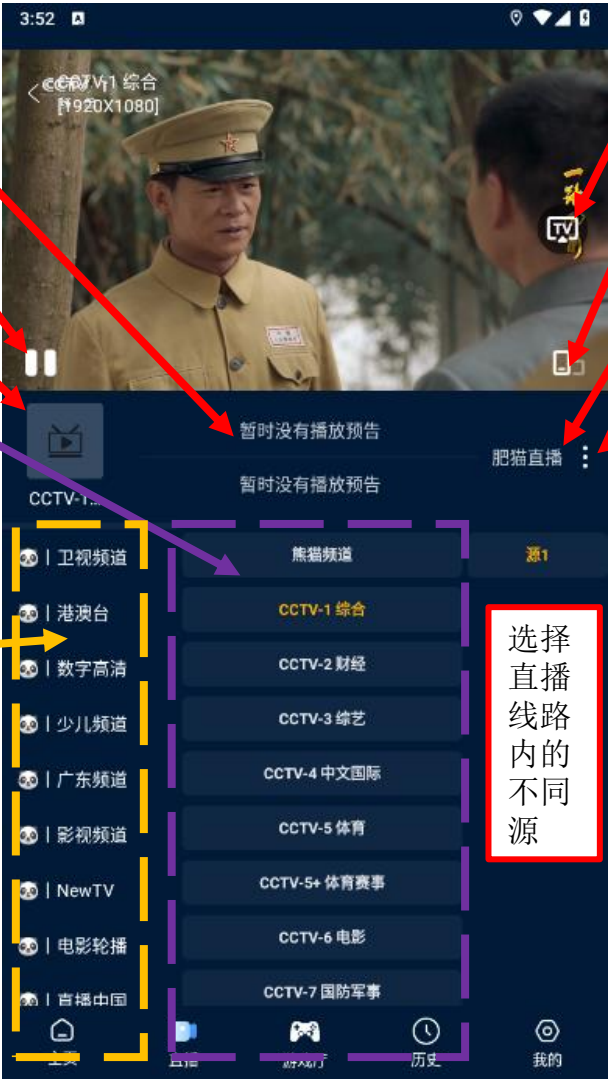 3:52
CCTV-1 综合
[1920X1080]
TV
暂时没有播放预告
暂时没有播放预告
肥猫直播
CCTV-1...
卫视频道
港澳台
数字高清
少儿频道
广东频道
影视频道
NewTV
电影轮播
直播中国
熊猫频道
CCTV-1 综合
CCTV-2 财经
CCTV-3 综艺
CCTV-4 中文国际
CCTV-5 体育
CCTV-5+ 体育赛事
CCTV-6 电影
CCTV-7 国防军事
源1
选择
直播
线路
内的
不同
源
主页
直播
游戏厅
历史
我的